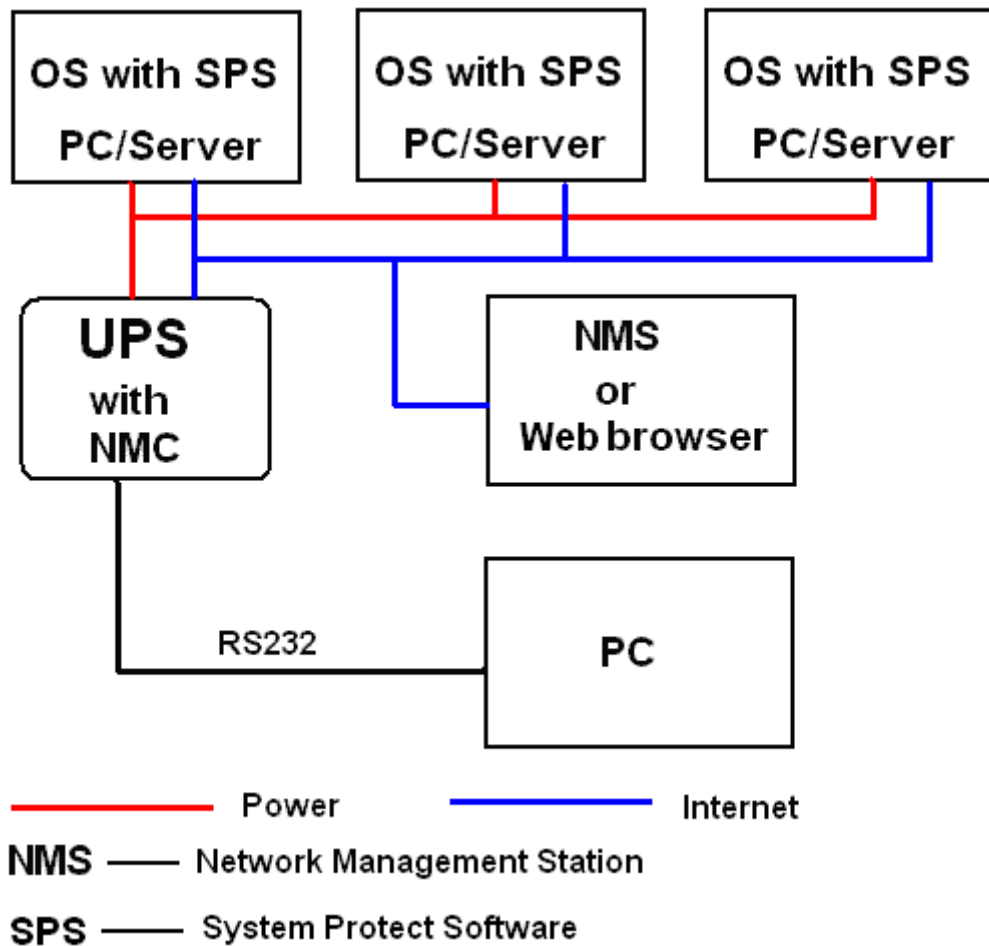 OS with SPS
PC/Server
OS with SPS
PC/Server
OS with SPS
PC/Server
UPS
with
NMC
NMS
or
Web browser
RS232
PC
Power
Internet
NMS
Network Management Station
SPS
System Protect Software